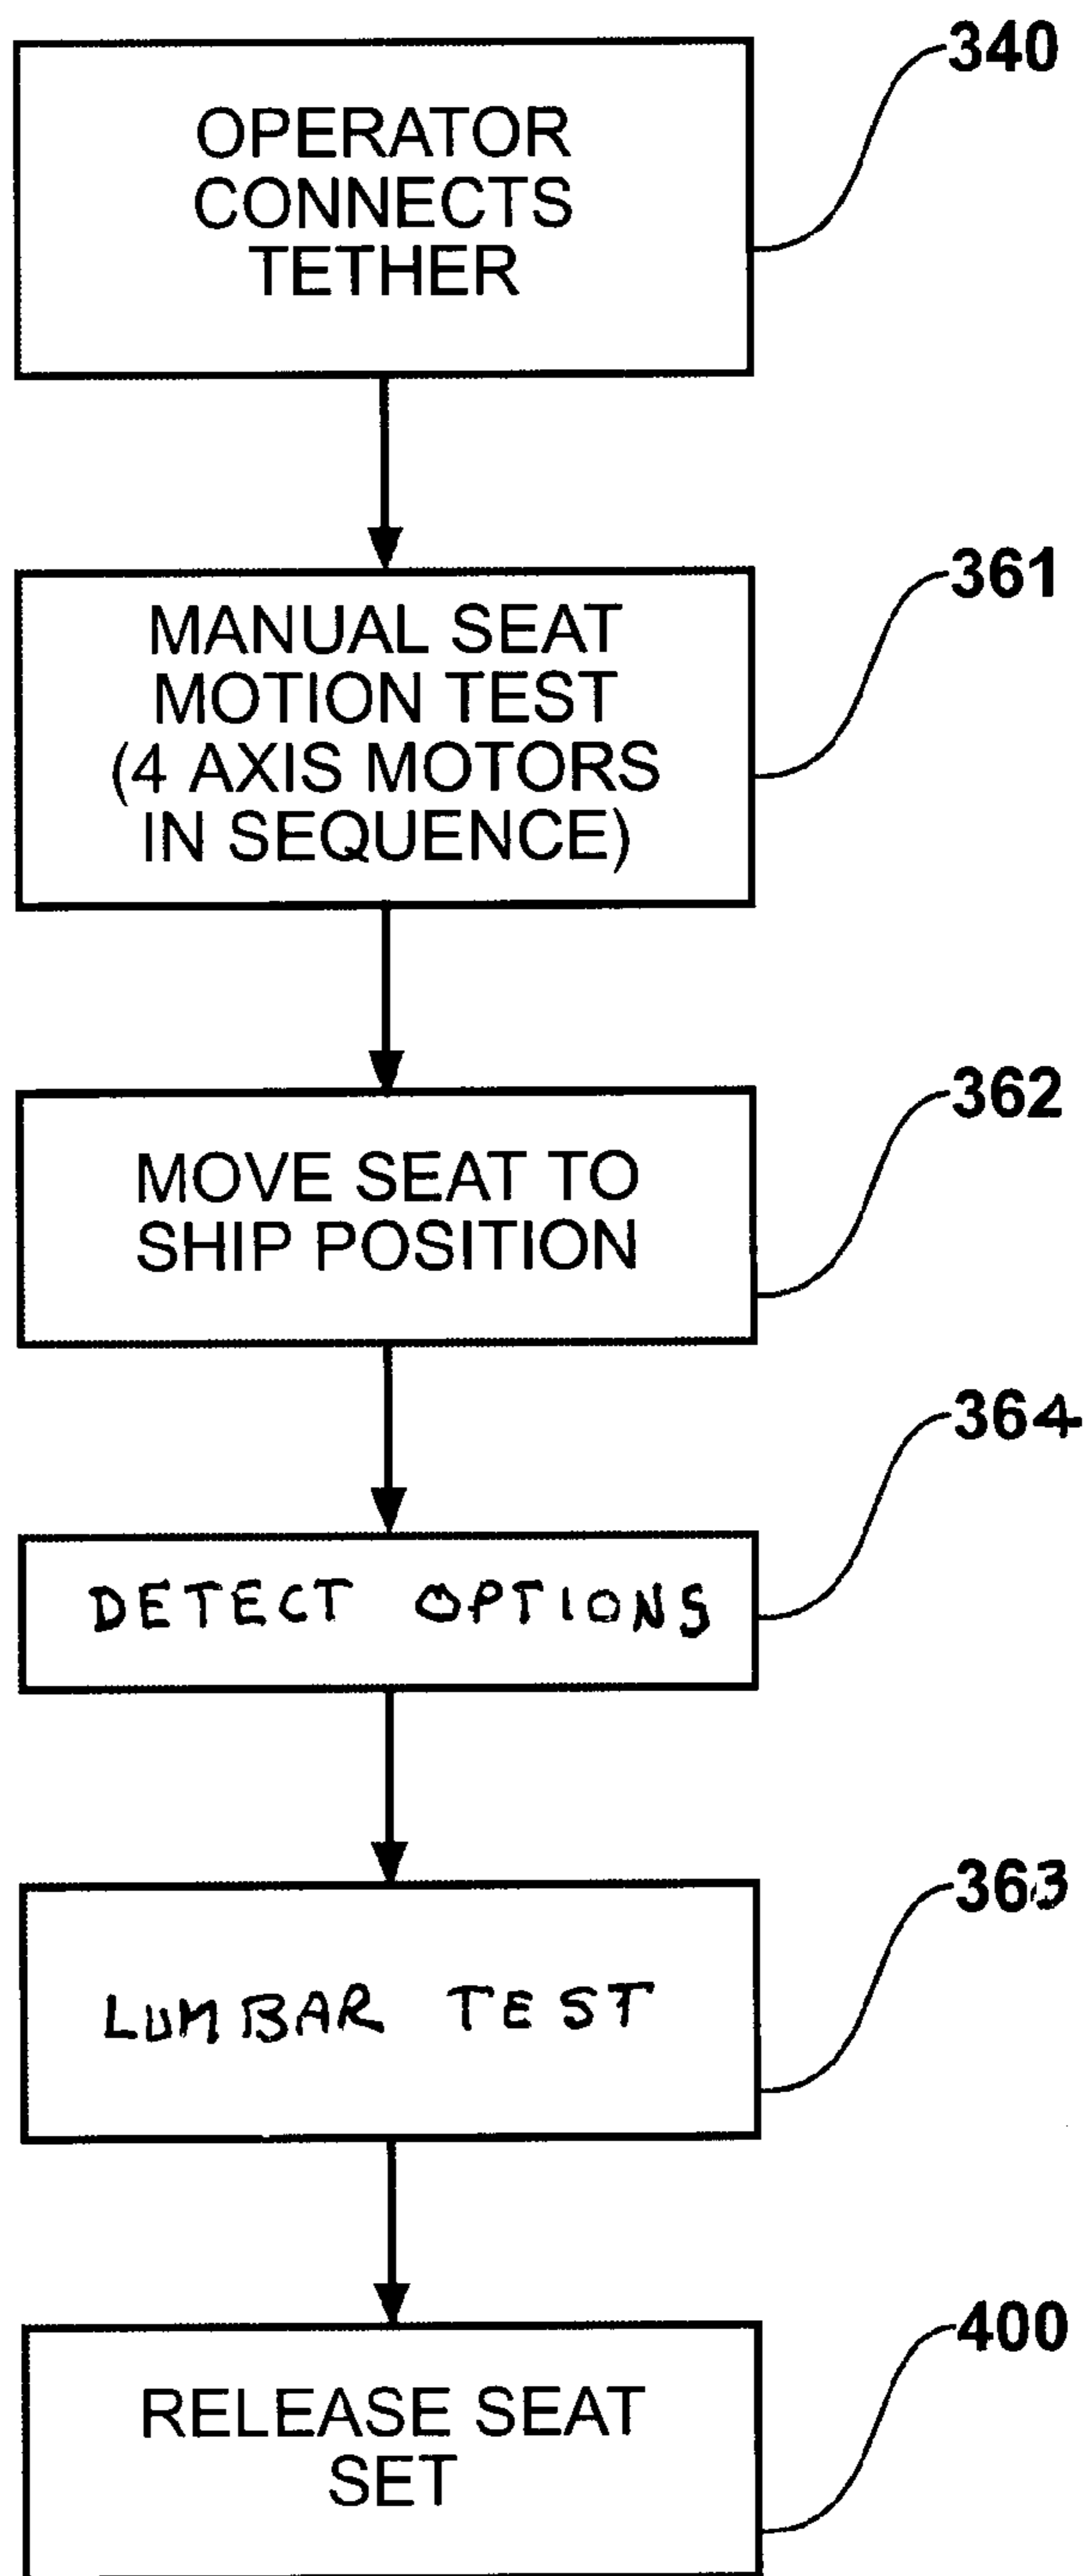 340
OPERATOR
CONNECTS
TETHER
361
MANUAL SEAT
MOTION TEST
(4 AXIS MOTORS
IN SEQUENCE)
362
MOVE SEAT TO
SHIP POSITION
364
DETECT OPTIONS
363
LUMBAR TEST
400
RELEASE SEAT
SET